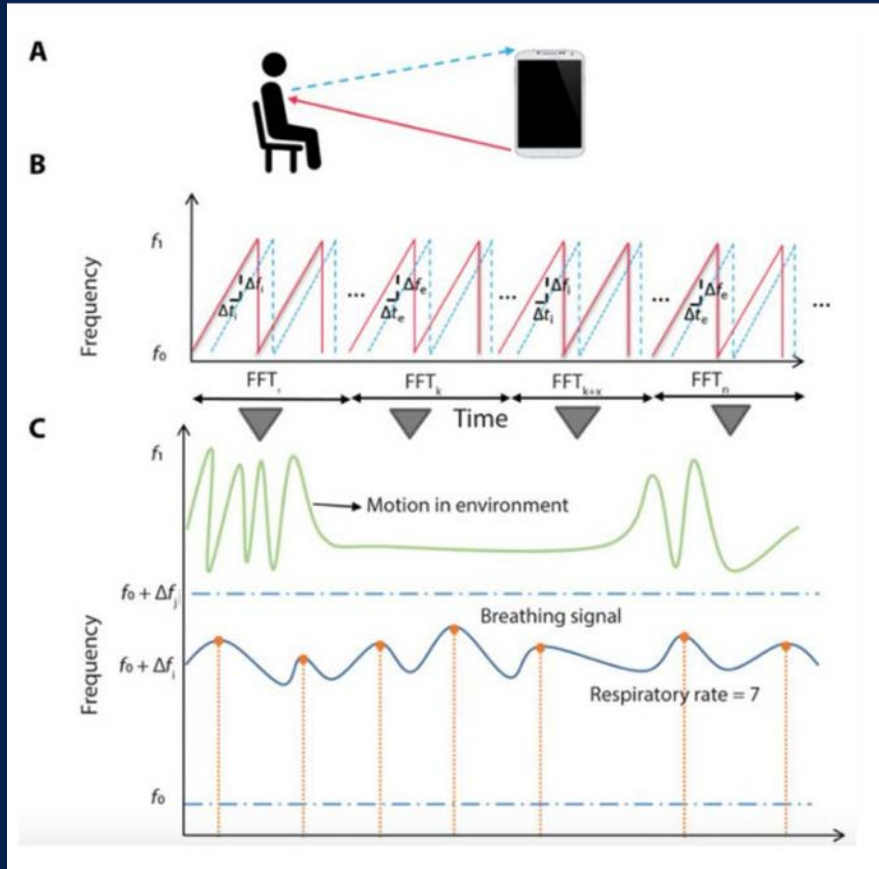 A
B
f₁
Δfᵢ
Δtᵢ
...
Δfₑ
Δtₑ
...
Δfᵢ
Δtᵢ
...
Δfₑ
Δtₑ
...
Frequency
f₀
FFT
FFTₖ
FFTₖ₊ₓ
FFTₙ
Time
C
f₁
Motion in environment
f₀ + Δfⱼ
Breathing signal
Frequency
f₀ + Δfᵢ
Respiratory rate = 7
f₀